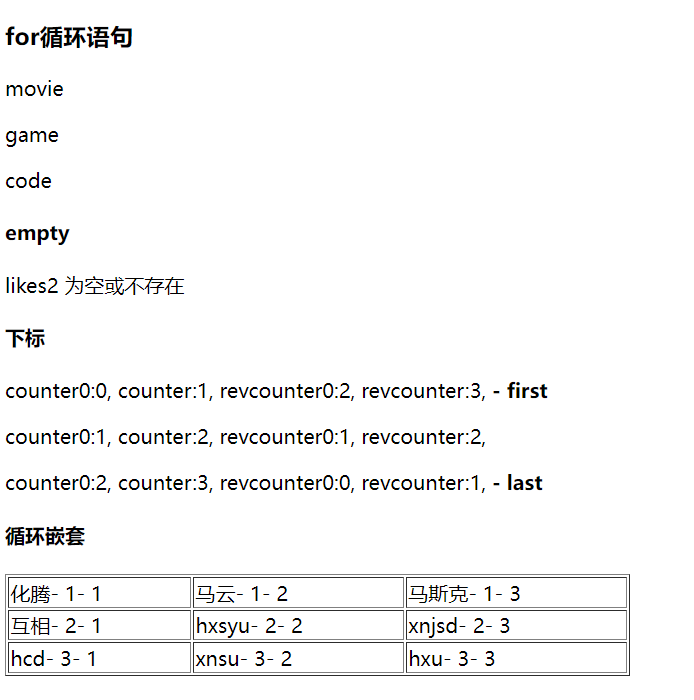 for循环语句
movie
game
code
empty
likes2 为空或不存在
下标
counter0:0, counter:1, revcounter0:2, revcounter:3, - first
counter0:1, counter:2, revcounter0:1, revcounter:2,
counter0:2, counter:3, revcounter0:0, revcounter:1, - last
循环嵌套
化腾- 1- 1 马云- 1- 2 马斯克- 1- 3
互相- 2- 1 hxsyu- 2- 2 xnjsd- 2- 3
hcd- 3- 1 xnsu- 3- 2 hxu- 3- 3